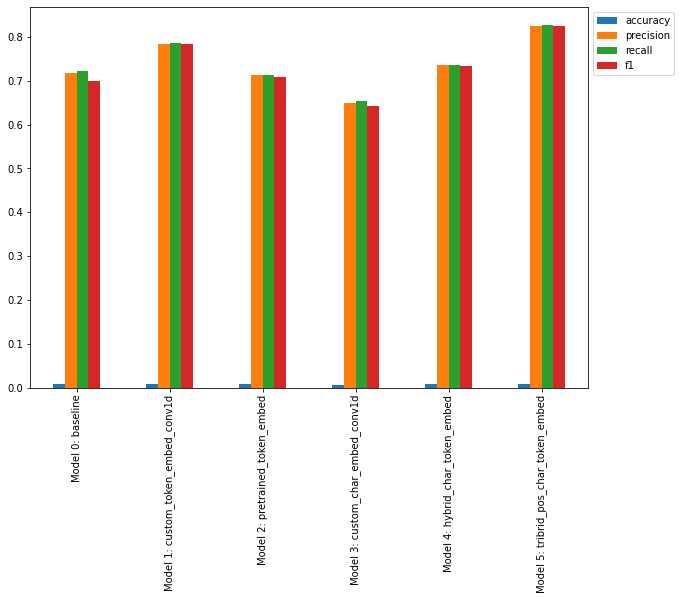 accuracy
precision
recall
f1
0.8
0.7
0.6
0.5
0.4
0.3
0.2
0.1
0.0
Model 0: baseline
Model 1: custom_token_embed_conv1d
Model 2: pretrained_token_embed
Model 3: custom_char_embed_conv1d
Model 4: hybrid_char_token_embed
Model 5: tribrid_pos_char_token_embed